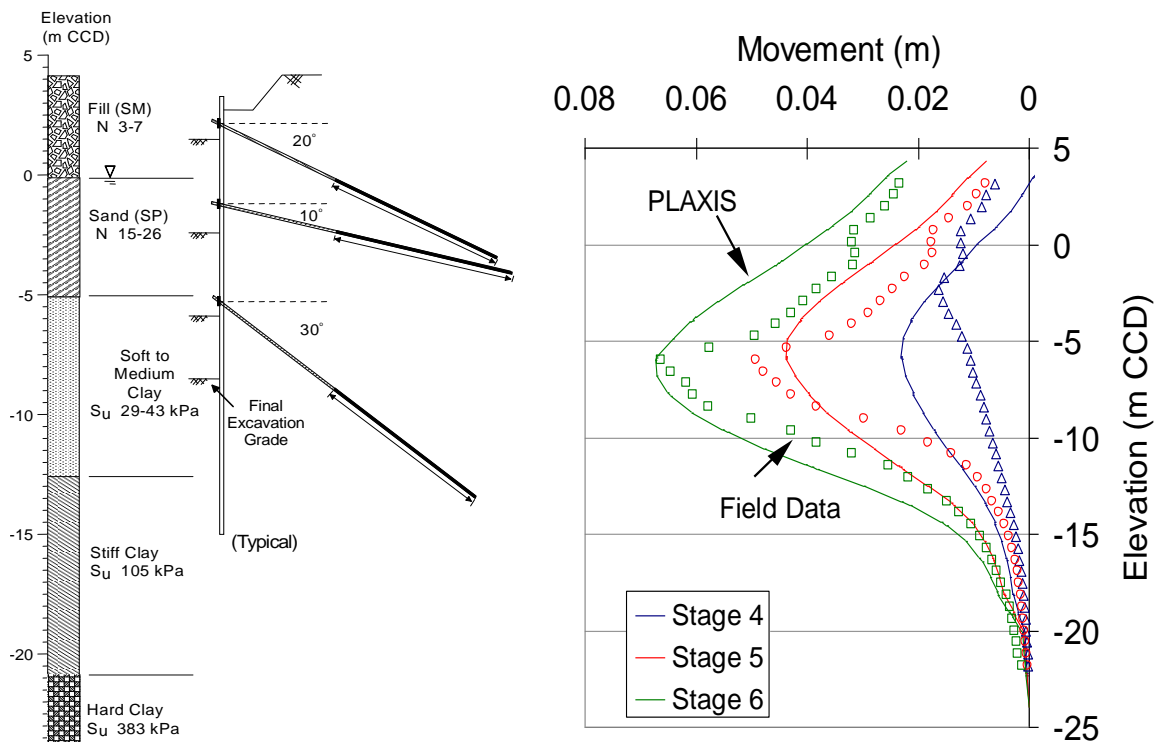 Elevation
(m CCD)
5
0
-5
-10
-15
-20
Fill (SM)
N 3-7
Sand (SP)
N 15-26
Soft to
Medium
Clay
Su 29-43 kPa
Stiff Clay
Su 105 kPa
Hard Clay
Su 383 kPa
20°
10°
30°
Final
Excavation
Grade
(Typical)
Movement (m)
0.08 0.06 0.04 0.02 0
5
0
-5
-10
-15
-20
-25
Elevation (m CCD)
PLAXIS
Field Data
Stage 4
Stage 5
Stage 6